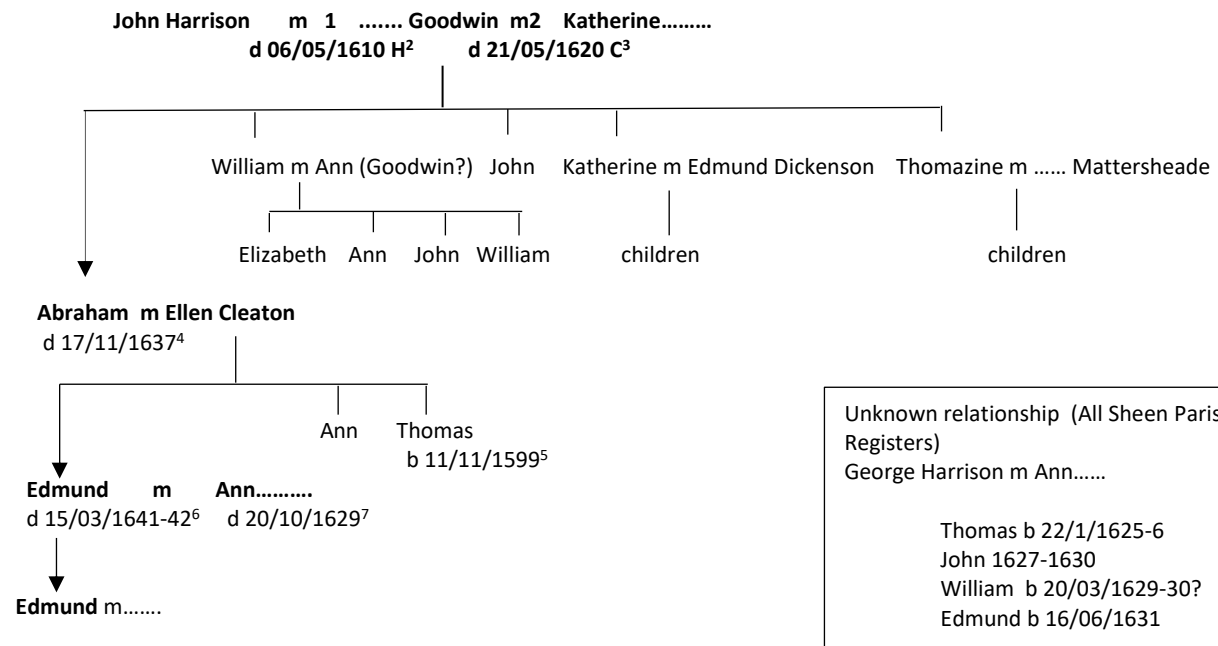 John Harrison m 1 ....... Goodwin m2 Katherine………
d 06/05/1610 H² d 21/05/1620 C³
William m Ann (Goodwin?) John Katherine m Edmund Dickenson Thomazine m …… Mattersheade
Elizabeth Ann John William children children
Abraham m Ellen Cleaton
d 17/11/1637⁴
Ann Thomas
b 11/11/1599⁵
Edmund m Ann……….
d 15/03/1641-42⁶ d 20/10/1629⁷
Edmund m…….
Unknown relationship (All Sheen Paris
Registers)
George Harrison m Ann……
Thomas b 22/1/1625-6
John 1627-1630
William b 20/03/1629-30?
Edmund b 16/06/1631